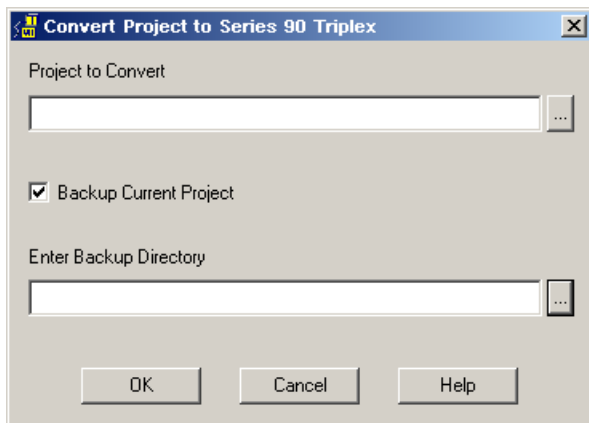 Convert Project to Series 90 Triplex
Project to Convert
...
Backup Current Project
Enter Backup Directory
...
OK Cancel Help